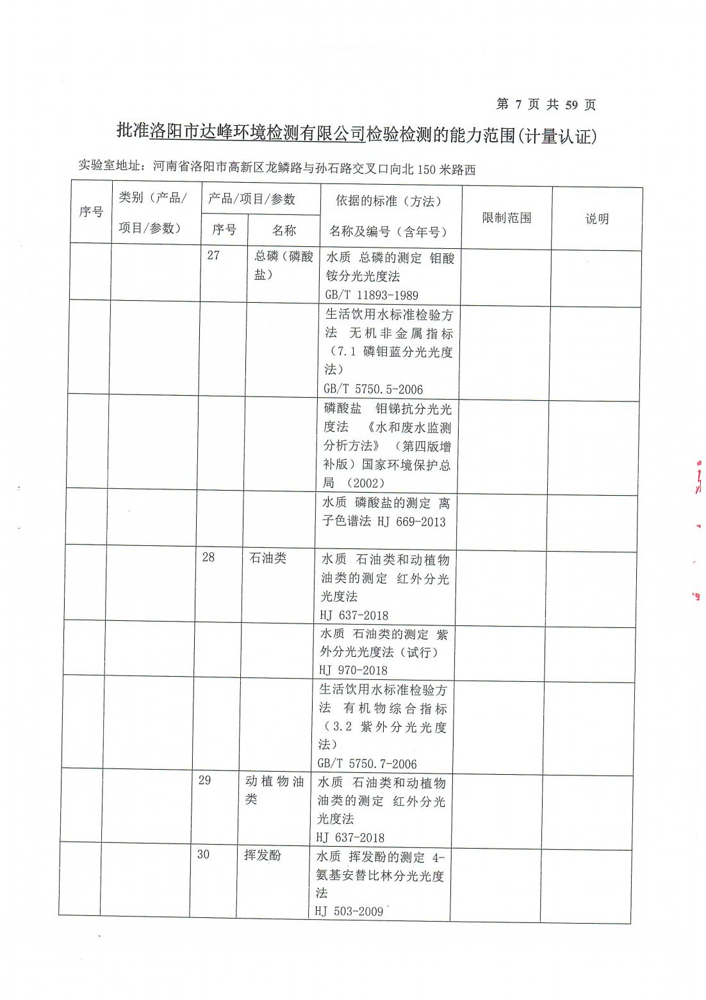 第 7 页 共 59 页
批准洛阳市达峰环境检测有限公司检验检测的能力范围(计量认证)
实验室地址：河南省洛阳市高新区龙鳞路与孙石路交叉口向北 150 米路西
序号
类别（产品/
项目/参数）
产品/项目/参数
序号
名称
依据的标准（方法）
名称及编号（含年号）
限制范围
说明
27
总磷（磷酸
盐）
水质 总磷的测定 钼酸
铵分光光度法
GB/T 11893-1989
生活饮用水标准检验方
法 无机非金属指标
（7.1 磷钼蓝分光光度
法）
GB/T 5750.5-2006
磷酸盐 钼锑抗分光光
度法 《水和废水监测
分析方法》（第四版增
补版）国家环境保护总
局 （2002）
水质 磷酸盐的测定 离
子色谱法 HJ 669-2013
28
石油类
水质 石油类和动植物
油类的测定 红外分光
光度法
HJ 637-2018
水质 石油类的测定 紫
外分光光度法（试行）
HJ 970-2018
生活饮用水标准检验方
法 有机物综合指标
（3.2 紫外分光光度
法）
GB/T 5750.7-2006
29
动植物油
类
水质 石油类和动植物
油类的测定 红外分光
光度法
HJ 637-2018
30
挥发酚
水质 挥发酚的测定 4-
氨基安替比林分光光度
法
HJ 503-2009